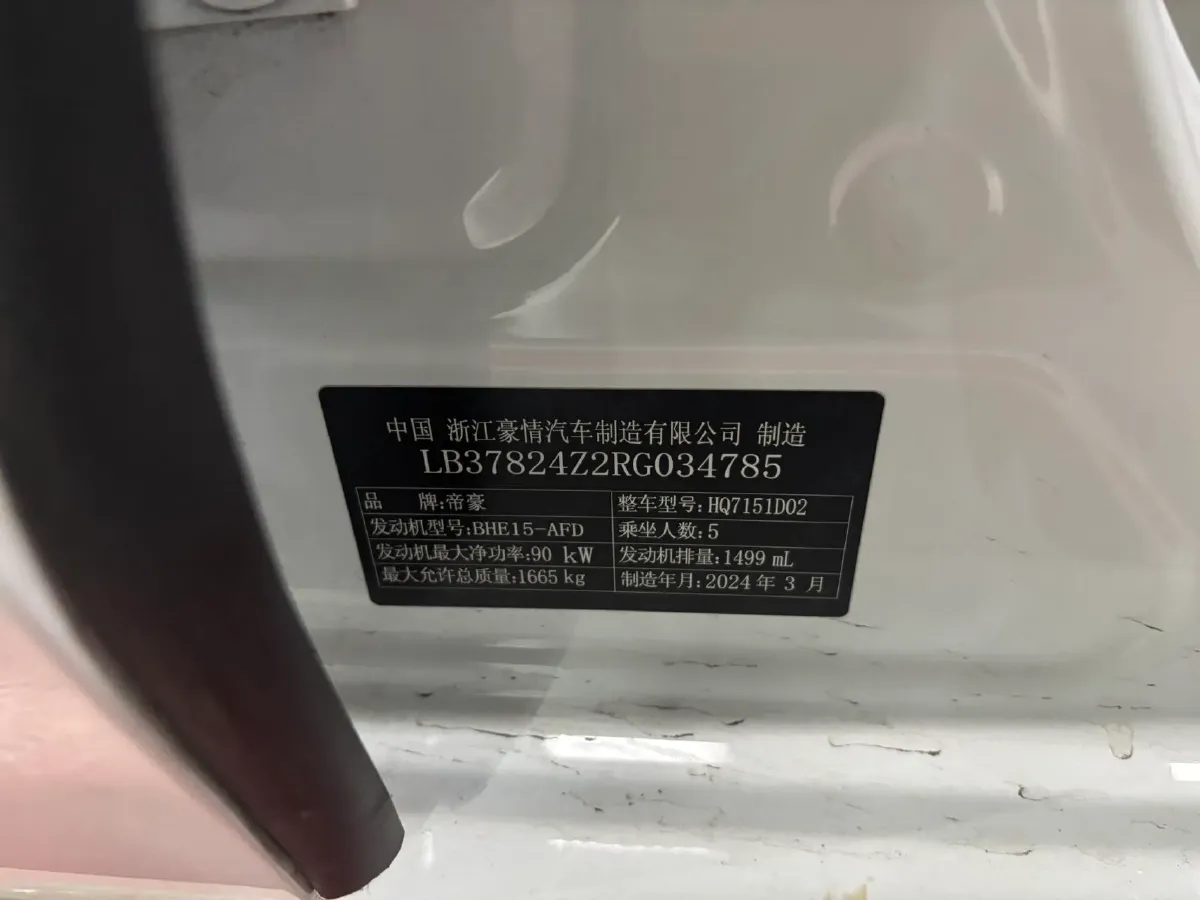 中国 浙江豪情汽车制造有限公司 制造
LB37824Z2RG034785
品 牌:帝豪 整车型号:HQ7151D02
发动机型号:BHE15-AFD 乘坐人数:5
发动机最大净功率:90 kW 发动机排量:1499 mL
最大允许总质量:1665 kg 制造年月:2024 年 3 月